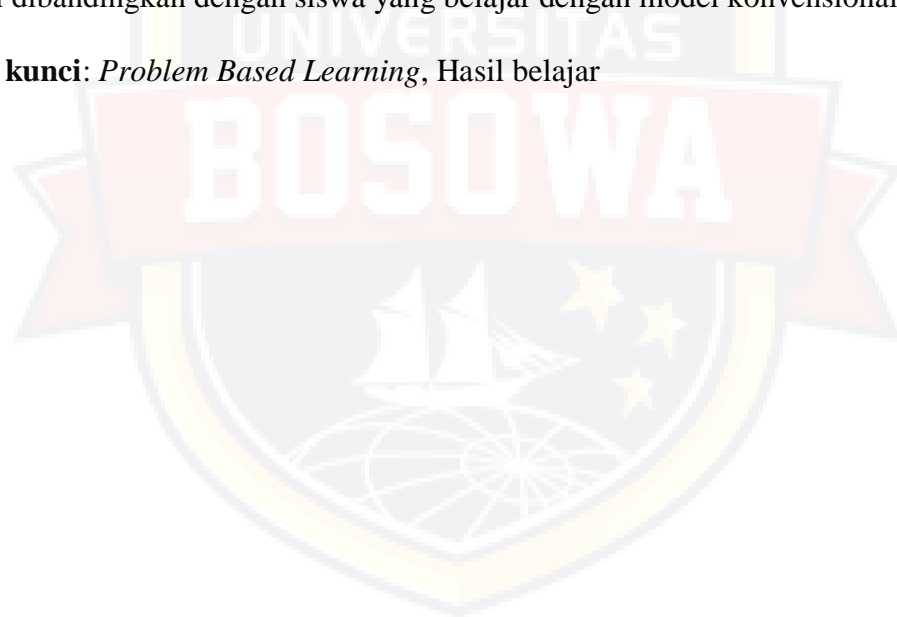 dibandingkan dengan siswa yang belajar dengan model konvensional
kunci: Problem Based Learning, Hasil belajar
UNIVERSITAS
BOSOWA